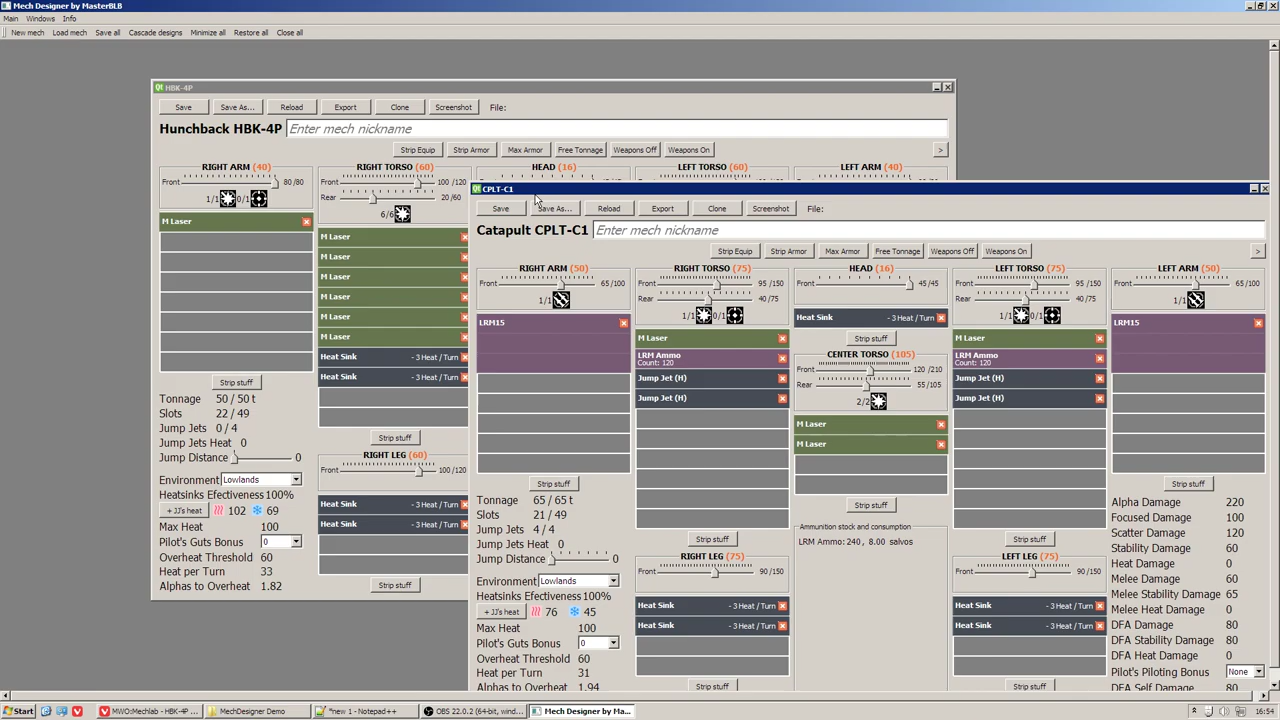 Mech Designer by MasterBLB
Main Windows Info
New mech Load mech Save all Cascade designs Minimize all Restore all Close all
HBK-4P
Save Save As... Reload Export Clone Screenshot File:
Hunchback HBK-4P Enter mech nickname
Strip Equip Strip Armor Max Armor Free Tonnage Weapons Off Weapons On >
RIGHT ARM (40) RIGHT TORSO (60) HEAD (16) LEFT TORSO (60) LEFT ARM (40)
Front 80/80
1/1 0/1
M Laser
Front 100/120
Rear 20/60
6/6
M Laser
M Laser
M Laser
M Laser
M Laser
M Laser
Heat Sink - 3 Heat / Turn
Heat Sink - 3 Heat / Turn
Strip stuff
Strip stuff
RIGHT LEG (60)
Front 100/120
Heat Sink - 3 Heat / Turn
Heat Sink - 3 Heat / Turn
Strip stuff
Tonnage 50 / 50 t
Slots 22 / 49
Jump Jets 0 / 4
Jump Jets Heat 0
Jump Distance 0
Environment Lowlands
Heatsinks Efectiveness 100%
+ JJ's heat 102 69
Max Heat 100
Pilot's Guts Bonus 0
Overheat Threshold 60
Heat per Turn 33
Alphas to Overheat 1.82
CPLT-C1
Save Save As... Reload Export Clone Screenshot File:
Catapult CPLT-C1 Enter mech nickname
Strip Equip Strip Armor Max Armor Free Tonnage Weapons Off Weapons On >
RIGHT ARM (50) RIGHT TORSO (75) HEAD (16) LEFT TORSO (75) LEFT ARM (50)
Front 65/100
1/1
LRM15
Strip stuff
Front 95 /150
Rear 40/75
1/1 0/1
M Laser
LRM Ammo
Count: 120
Jump Jet (H)
Jump Jet (H)
Strip stuff
RIGHT LEG (75)
Front 90/150
Heat Sink - 3 Heat / Turn
Heat Sink - 3 Heat / Turn
Strip stuff
Front 45/45
Heat Sink - 3 Heat / Turn
Strip stuff
CENTER TORSO (105)
Front 120 /210
Rear 55/105
2/2
M Laser
M Laser
Strip stuff
Ammunition stock and consumption
LRM Ammo: 240, 8.00 salvos
Front 95 /150
Rear 40/75
1/1 0/1
M Laser
LRM Ammo
Count: 120
Jump Jet (H)
Jump Jet (H)
Strip stuff
LEFT LEG (75)
Front 90/150
Heat Sink - 3 Heat / Turn
Heat Sink - 3 Heat / Turn
Strip stuff
Front 65/100
1/1
LRM15
Strip stuff
Tonnage 65 / 65 t
Slots 21 / 49
Jump Jets 4 / 4
Jump Jets Heat 0
Jump Distance 0
Environment Lowlands
Heatsinks Efectiveness 100%
+ JJ's heat 76 45
Max Heat 100
Pilot's Guts Bonus 0
Overheat Threshold 60
Heat per Turn 31
Alphas to Overheat 1.94
Alpha Damage 220
Focused Damage 100
Scatter Damage 120
Stability Damage 60
Heat Damage 0
Melee Damage 60
Melee Stability Damage 65
Melee Heat Damage 0
DFA Damage 80
DFA Stability Damage 80
DFA Heat Damage 0
Pilot's Piloting Bonus None
DFA Self Damage 80
Start MWO:Mechlab - HBK-4P ... MechDesigner Demo *new 1 - Notepad++ OBS 22.0.2 (64-bit, wind... Mech Designer by Ma... 16:54